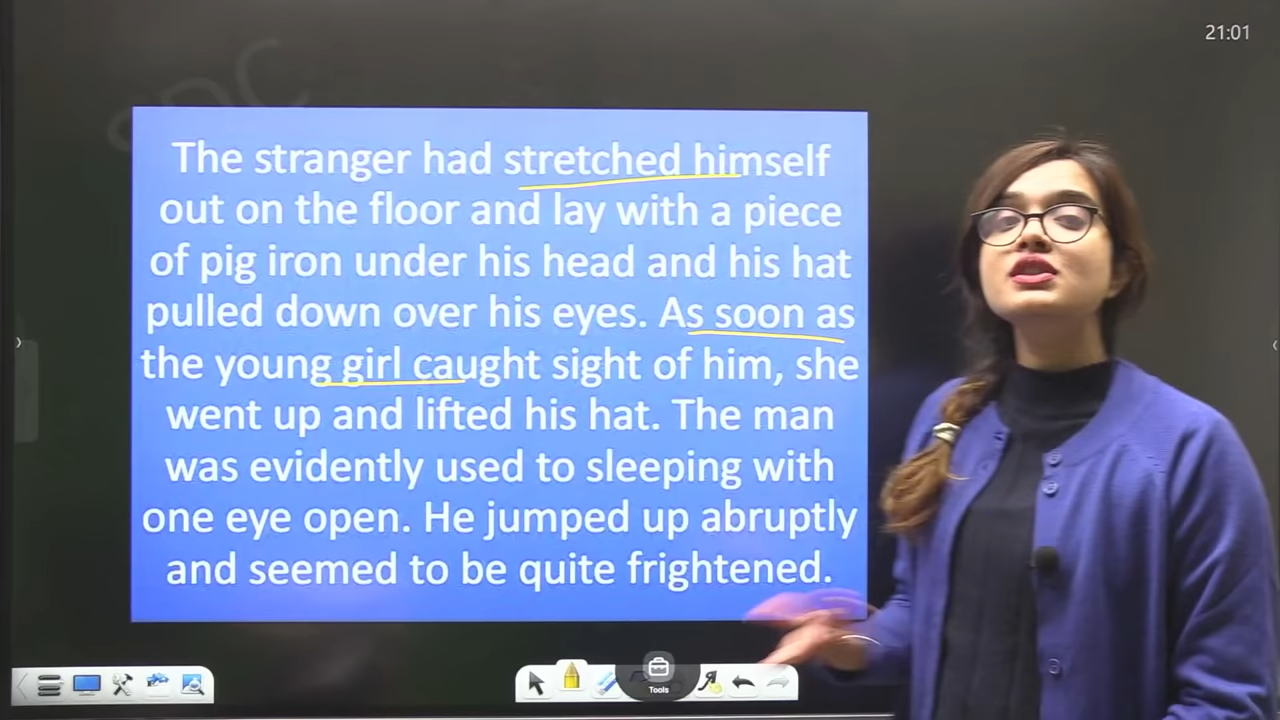 21:01
The stranger had stretched himself
out on the floor and lay with a piece
of pig iron under his head and his hat
pulled down over his eyes. As soon as
the young girl caught sight of him, she
went up and lifted his hat. The man
was evidently used to sleeping with
one eye open. He jumped up abruptly
and seemed to be quite frightened.
Tools